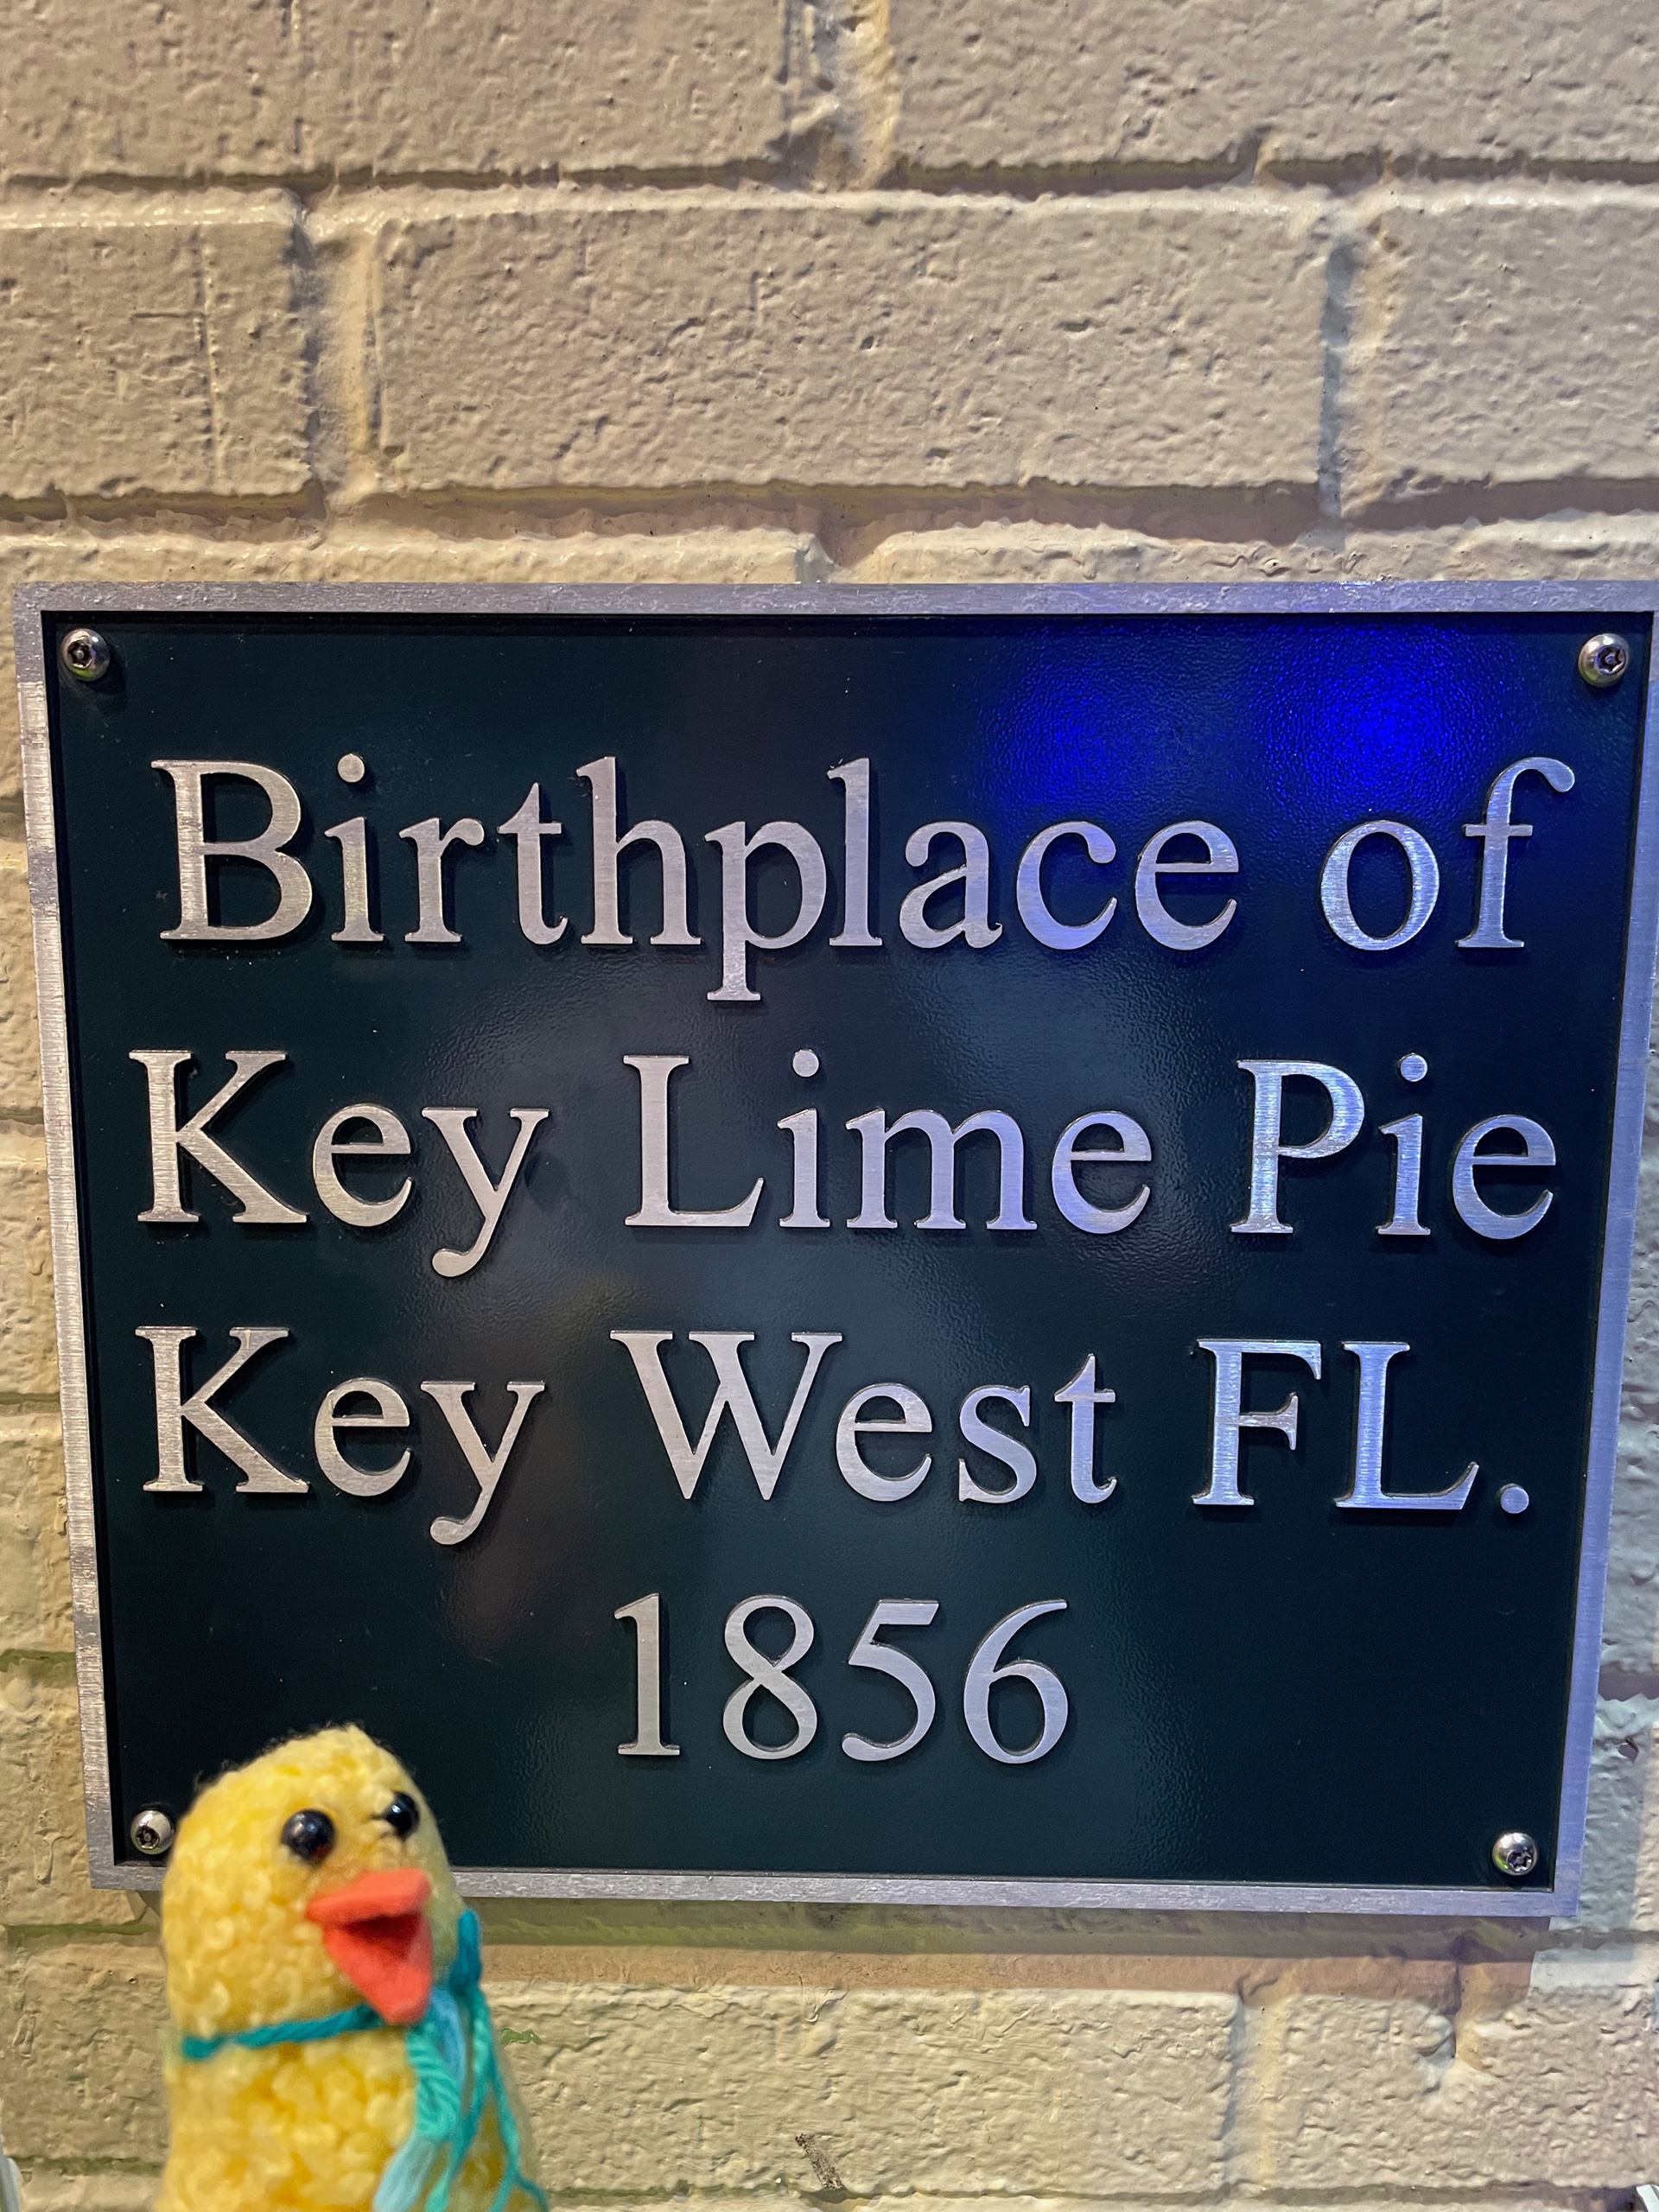 Birthplace of
Key Lime Pie
Key West FL.
1856